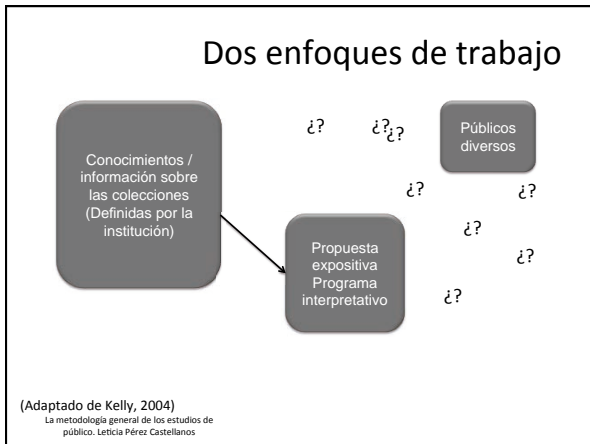 Dos enfoques de trabajo
Conocimientos /
información sobre
las colecciones
(Definidas por la
institución)
¿?
¿?
¿?
Públicos
diversos
¿?
¿?
¿?
¿?
¿?
Propuesta
expositiva
Programa
interpretativo
(Adaptado de Kelly, 2004)
La metodología general de los estudios de
público. Leticia Pérez Castellanos